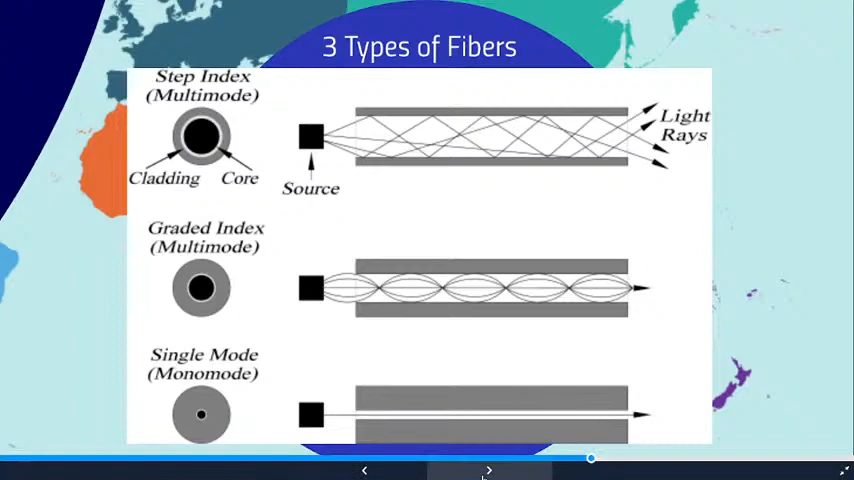 3 Types of Fibers
Step Index
(Multimode)
Cladding
Core
Source
Light
Rays
Graded Index
(Multimode)
Single Mode
(Monomode)